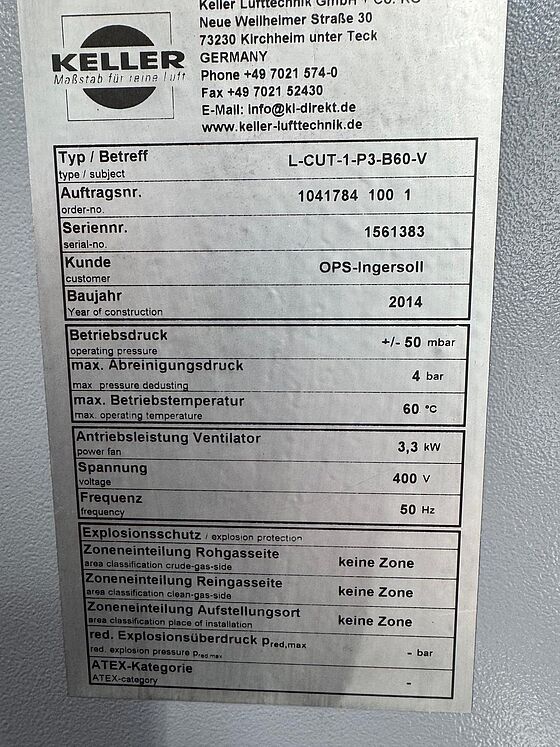 Keller Lufttechnik GmbH + Co. KG
Neue Weilheimer Straße 30
73230 Kirchheim unter Teck
GERMANY
Phone +49 7021 574-0
Fax +49 7021 52430
E-Mail: info@kl-direkt.de
www.keller-lufttechnik.de
KELLER
Maßstab für reine Luft
Typ / Betreff L-CUT-1-P3-B60-V
type / subject
Auftragsnr. 1041784 100 1
order-no.
Seriennr. 1561383
serial-no.
Kunde OPS-Ingersoll
customer
Baujahr 2014
Year of construction
Betriebsdruck +/- 50 mbar
operating pressure
max. Abreinigungsdruck 4 bar
max. pressure dedusting
max. Betriebstemperatur 60 °C
max. operating temperature
Antriebsleistung Ventilator 3,3 kW
power fan
Spannung 400 V
voltage
Frequenz 50 Hz
frequency
Explosionsschutz / explosion protection
Zoneneinteilung Rohgasseite keine Zone
area classification crude-gas-side
Zoneneinteilung Reingasseite keine Zone
area classification clean-gas-side
Zoneneinteilung Aufstellungsort keine Zone
area classification place of installation
red. Explosionsüberdruck pred,max - bar
red. explosion pressure pred,max
ATEX-Kategorie -
ATEX-category